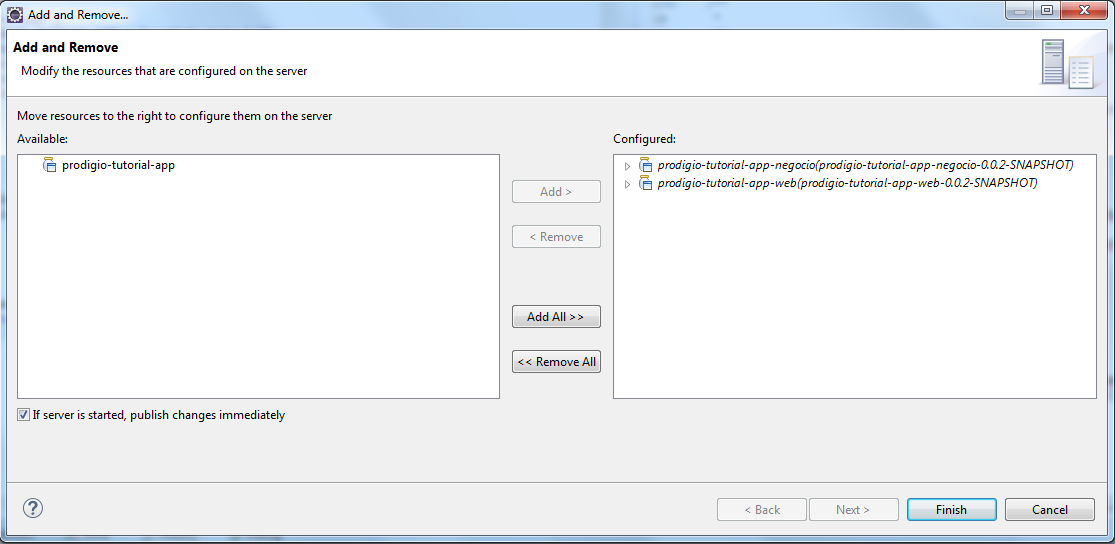 Add and Remove...
Add and Remove
Modify the resources that are configured on the server
Move resources to the right to configure them on the server
Available:
Configured:
prodigio-tutorial-app
prodigio-tutorial-app-negocio(prodigio-tutorial-app-negocio-0.0.2-SNAPSHOT)
prodigio-tutorial-app-web(prodigio-tutorial-app-web-0.0.2-SNAPSHOT)
Add >
< Remove
Add All >>
<< Remove All
If server is started, publish changes immediately
?
< Back
Next >
Finish
Cancel